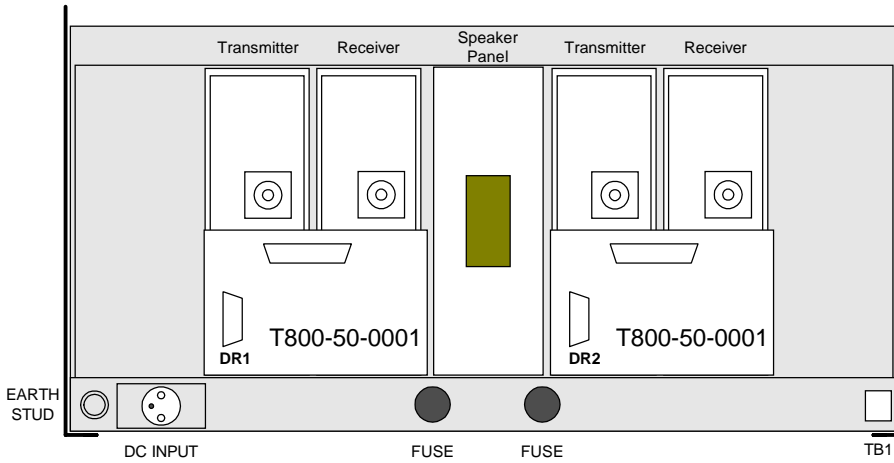 Transmitter Receiver Speaker Panel Transmitter Receiver
T800-50-0001 T800-50-0001
DR1 DR2
EARTH
STUD
DC INPUT FUSE FUSE TB1